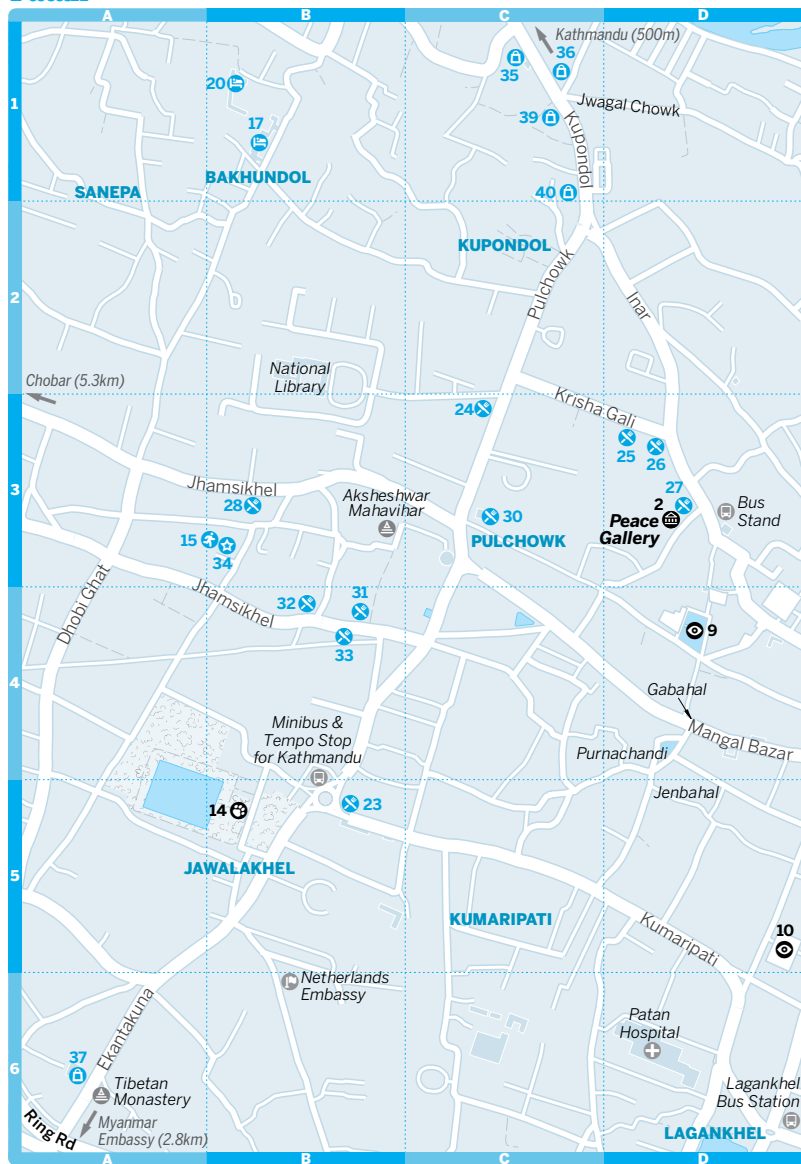 A
B
C
D
Kathmandu (500m)
36
35
20
1
Jwagal Chowk
39
17
Kupondol
BAKHUNDOL
SANEPA
40
KUPONDOL
Pulchowk
2
Inar
National
Library
Chobar (5.3km)
24
Krisha Gali
25
26
27
3
Jhamsikhel
28
Aksheshwar
Mahavihar
2
Peace
Gallery
Bus
Stand
30
PULCHOWK
15
34
Dhobi Ghat
Jhamsikhel
32
31
33
9
4
Gabahal
Mangal Bazar
Minibus &
Tempo Stop
for Kathmandu
Purnachandi
Jenbahal
14
23
JAWALAKHEL
5
KUMARIPATI
Kumaripati
10
Netherlands
Embassy
Ekantakuna
Patan
Hospital
6
37
Tibetan
Monastery
Lagankhel
Bus Station
Ring Rd
Myanmar
Embassy (2.8km)
LAGANKHEL
A
B
C
D